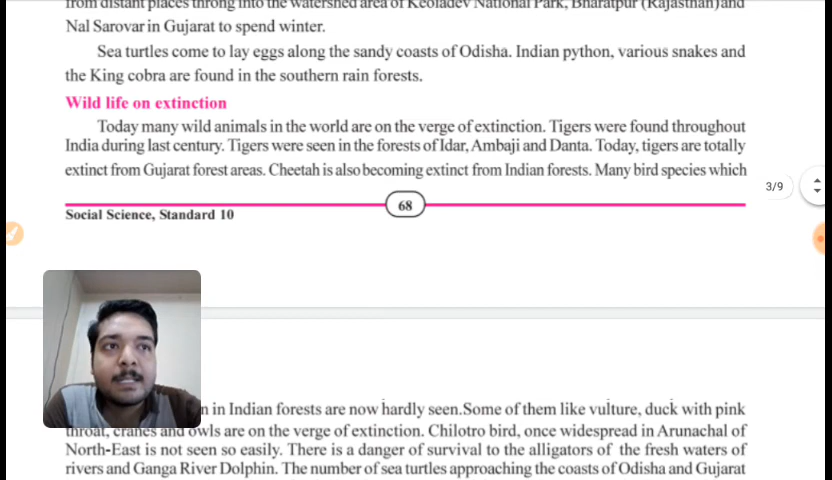 from distant places throng into the watershed area of Keoladev National Park, Bharatpur (Rajasthan) and
Nal Sarovar in Gujarat to spend winter.
Sea turtles come to lay eggs along the sandy coasts of Odisha. Indian python, various snakes and
the King cobra are found in the southern rain forests.
Wild life on extinction
Today many wild animals in the world are on the verge of extinction. Tigers were found throughout
India during last century. Tigers were seen in the forests of Idar, Ambaji and Danta. Today, tigers are totally
extinct from Gujarat forest areas. Cheetah is also becoming extinct from Indian forests. Many bird species which
3/9
68
Social Science, Standard 10
in Indian forests are now hardly seen.Some of them like vulture, duck with pink
throat, cranes and owls are on the verge of extinction. Chilotro bird, once widespread in Arunachal of
North-East is not seen so easily. There is a danger of survival to the alligators of the fresh waters of
rivers and Ganga River Dolphin. The number of sea turtles approaching the coasts of Odisha and Gujarat